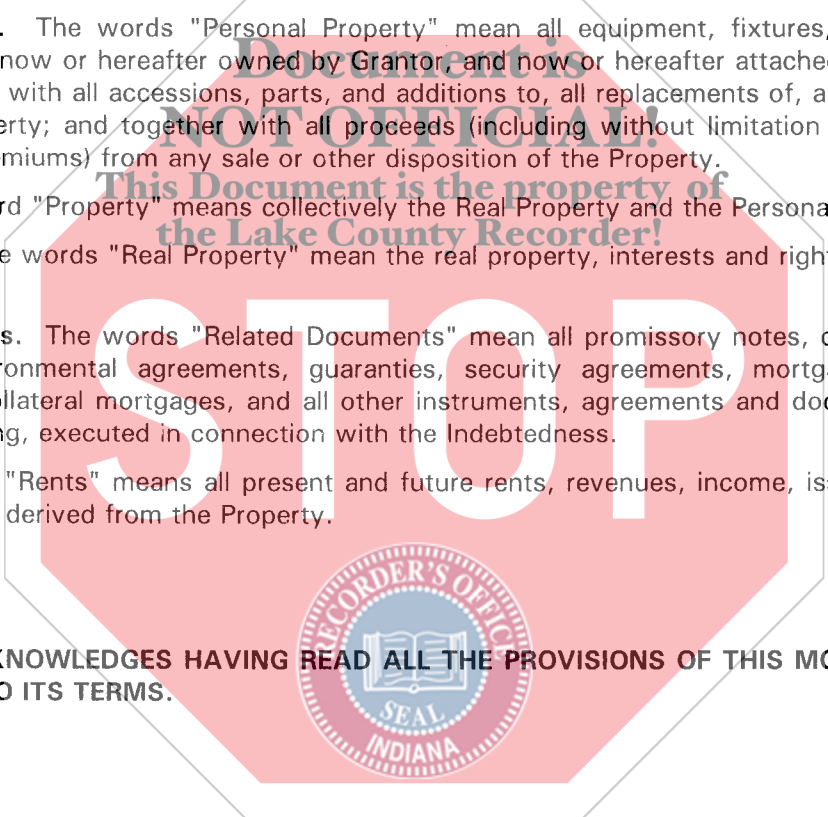 . The words "Personal Property" mean all equipment, fixtures,
now or hereafter owned by Grantor, and now or hereafter attache
with all accessions, parts, and additions to, all replacements of, a
erty; and together with all proceeds (including without limitation
miums) from any sale or other disposition of the Property.
rd "Property" means collectively the Real Property and the Persona
e words "Real Property" mean the real property, interests and righ
s. The words "Related Documents" mean all promissory notes, c
ronmental agreements, guaranties, security agreements, mortg
llateral mortgages, and all other instruments, agreements and do
ng, executed in connection with the Indebtedness.
"Rents" means all present and future rents, revenues, income, is
derived from the Property.
KNOWLEDGES HAVING READ ALL THE PROVISIONS OF THIS MO
O ITS TERMS.
Document is
NOT OFFICIAL!
This Document is the property of
the Lake County Recorder!
STOP
RECORDER'S OFFICE
SEAL
INDIANA